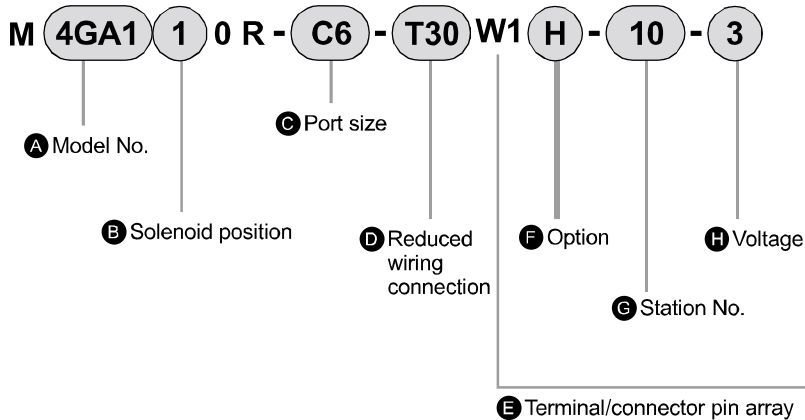 M 4GA1 1 0 R - C6 - T30 W1 H - 10 - 3
C Port size
A Model No.
B Solenoid position
D Reduced
wiring
connection
F Option
H Voltage
G Station No.
E Terminal/connector pin array